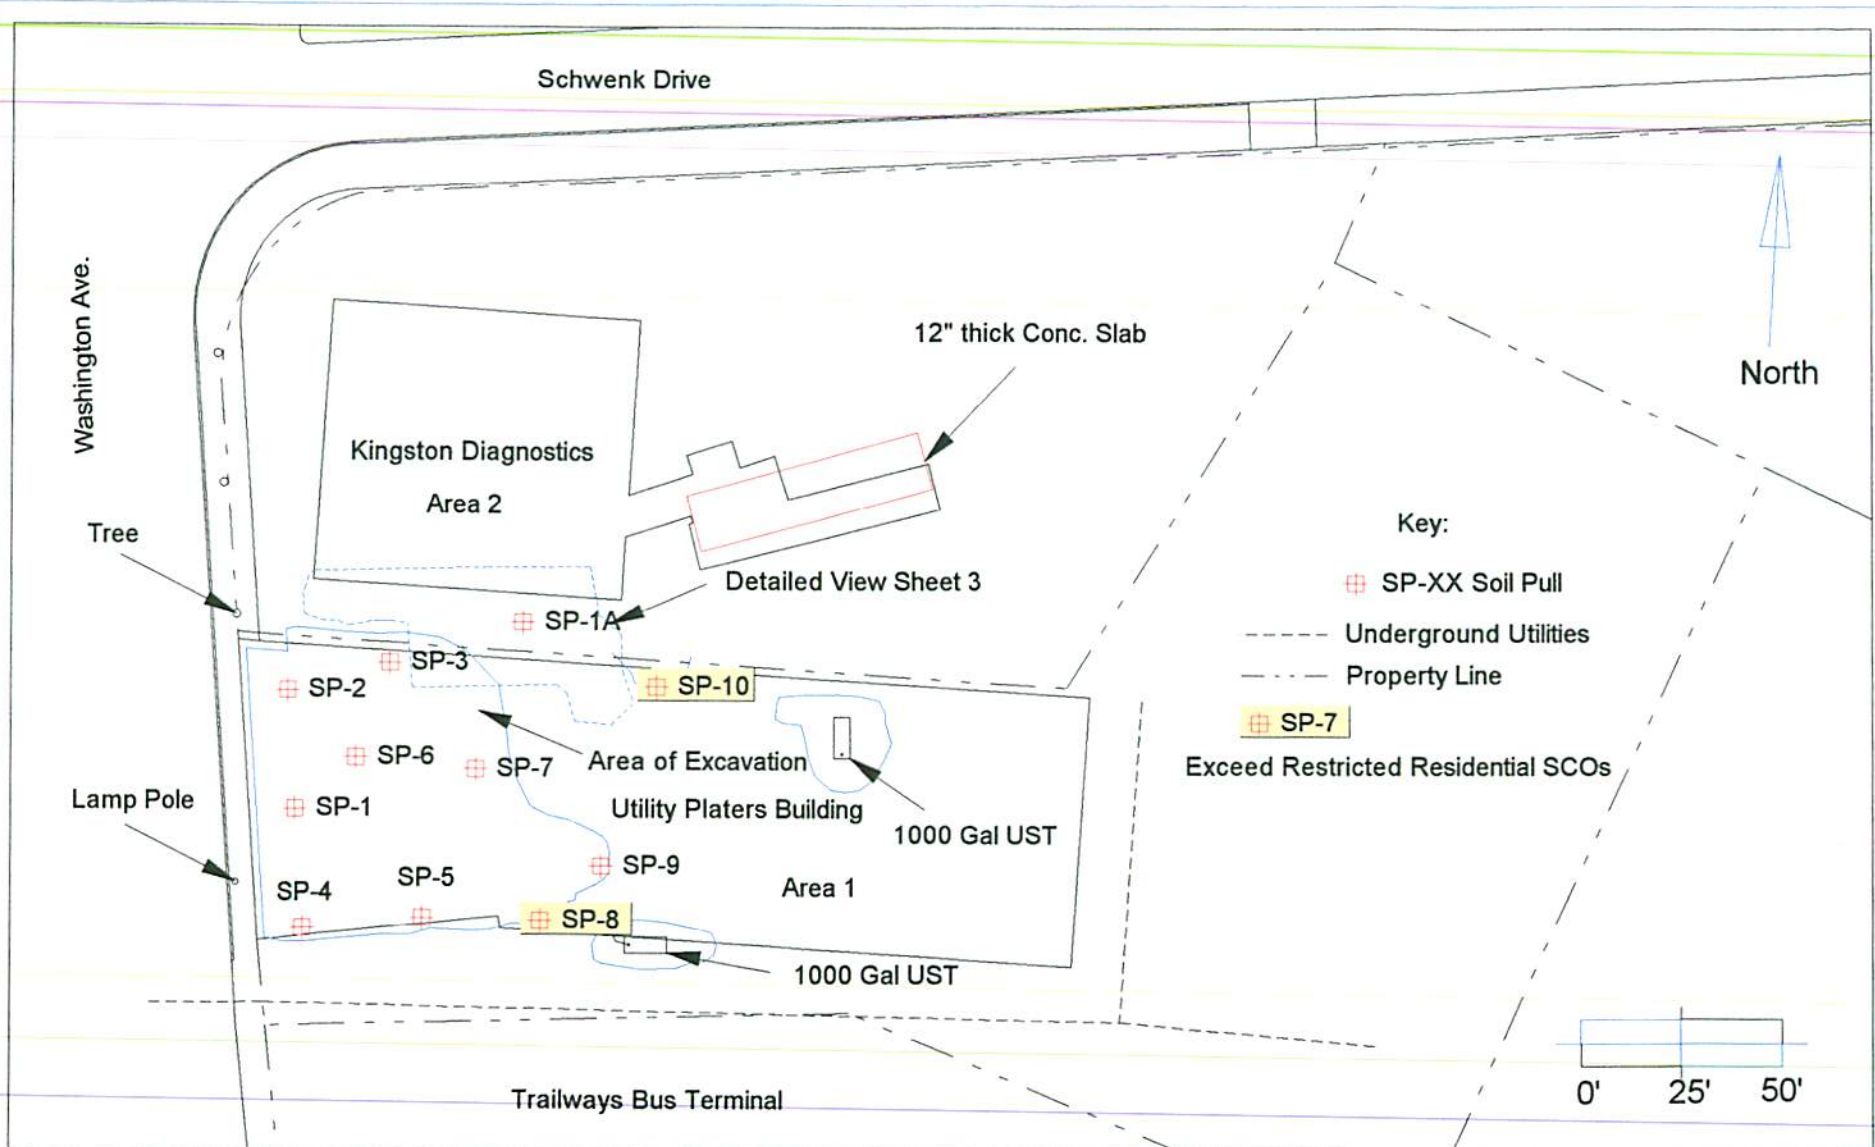 Schwenk Drive
Washington Ave.
12" thick Conc. Slab
North
Kingston Diagnostics
Area 2
Tree
Detailed View Sheet 3
SP-1A
Key:
SP-XX Soil Pull
Underground Utilities
Property Line
SP-7
Exceed Restricted Residential SCOs
SP-3
SP-2
SP-10
SP-6
SP-7
Area of Excavation
Lamp Pole
SP-1
Utility Platers Building
1000 Gal UST
SP-9
SP-4
SP-5
Area 1
SP-8
1000 Gal UST
Trailways Bus Terminal
0' 25' 50'